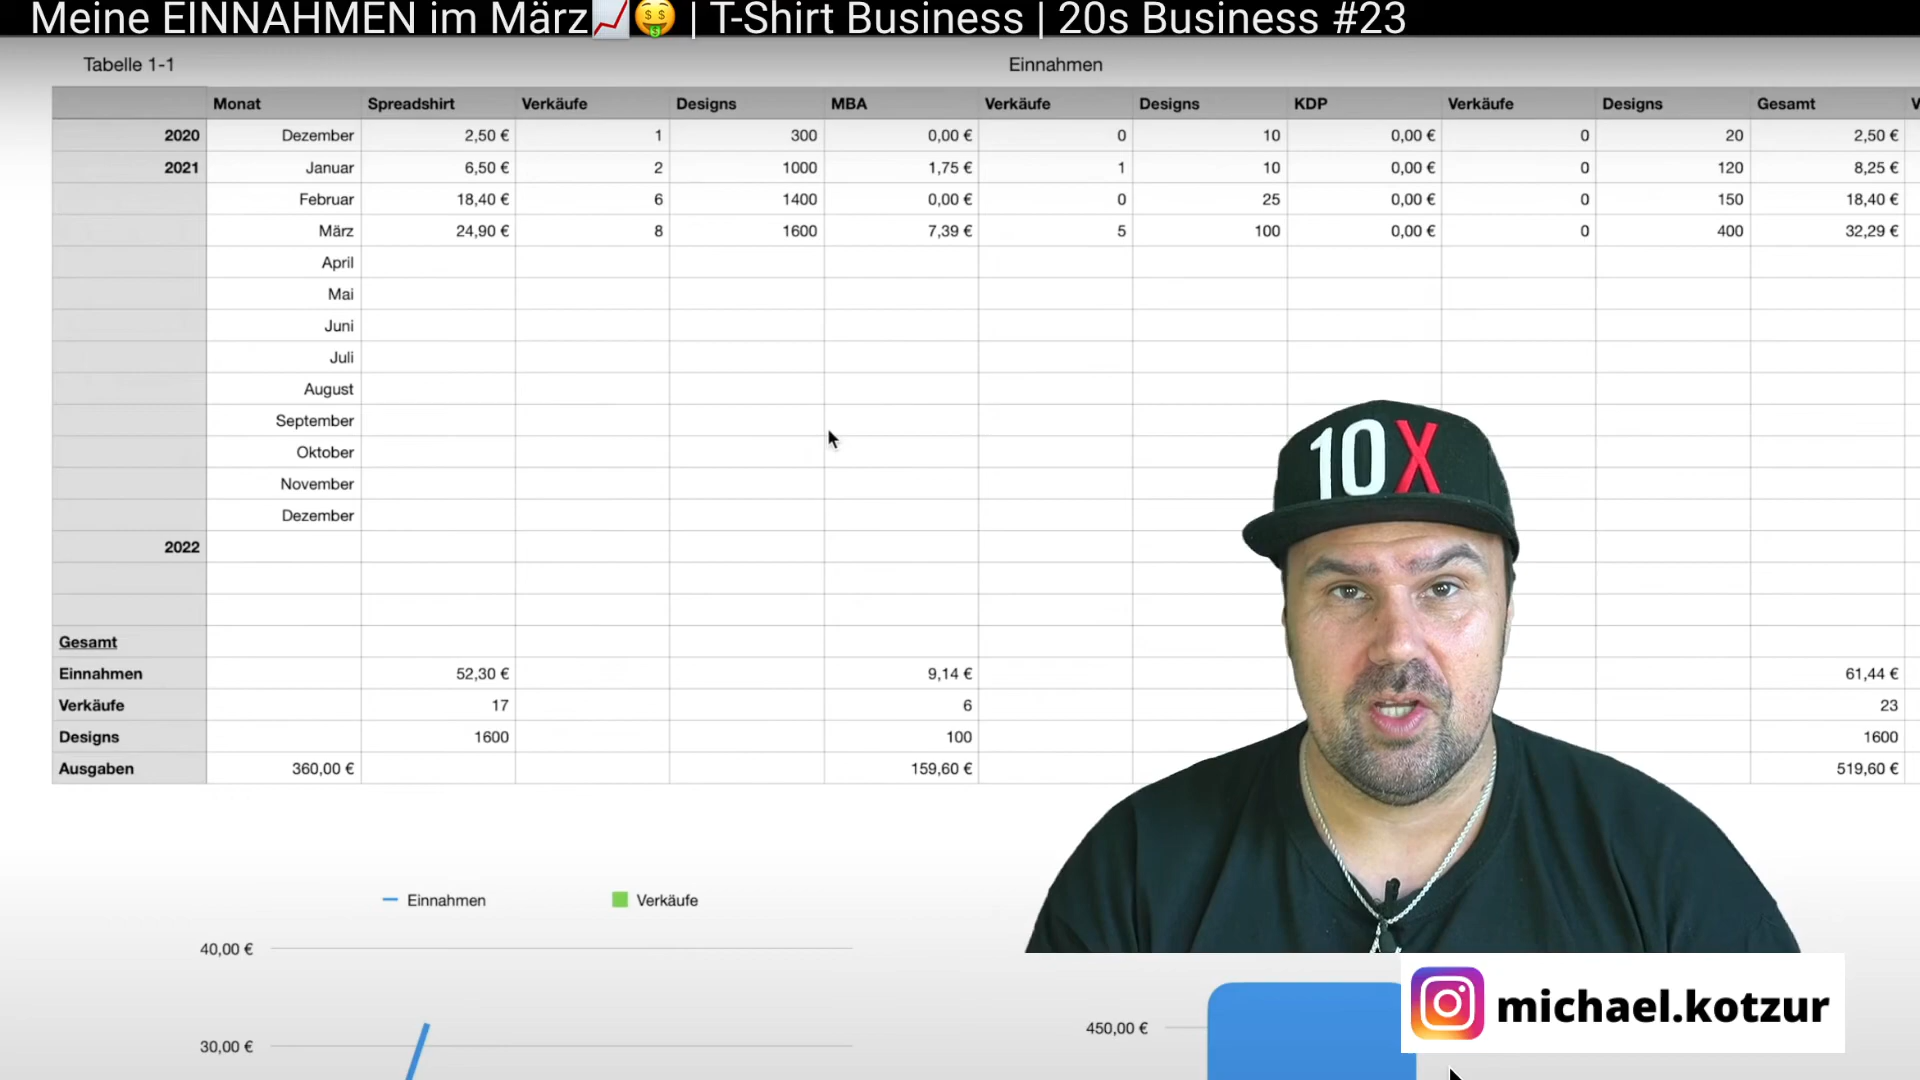 Meine EINNAHMEN im März📈🤑 | T-Shirt Business | 20s Business #23
Tabelle 1-1 Einnahmen
Monat Spreadshirt Verkäufe Designs MBA Verkäufe Designs KDP Verkäufe Designs Gesamt V
2020 Dezember 2,50 € 1 300 0,00 € 0 10 0,00 € 0 20 2,50 €
2021 Januar 6,50 € 2 1000 1,75 € 1 10 0,00 € 0 120 8,25 €
Februar 18,40 € 6 1400 0,00 € 0 25 0,00 € 0 150 18,40 €
März 24,90 € 8 1600 7,39 € 5 100 0,00 € 0 400 32,29 €
April
Mai
Juni
Juli
August
September
Oktober
November
Dezember
2022
Gesamt
Einnahmen 52,30 € 9,14 € 61,44 €
Verkäufe 17 6 23
Designs 1600 100 1600
Ausgaben 360,00 € 159,60 € 519,60 €
10X
Einnahmen Verkäufe
40,00 €
30,00 €
450,00 €
michael.kotzur